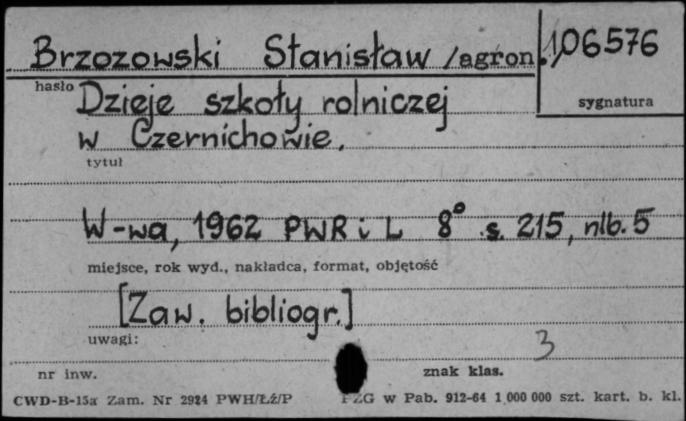 Brzozowski Stanisław /agron./
106576
hasło
sygnatura
Dzieje szkoły rolniczej
w Czernichowie.
tytuł
W-wa, 1962 PWRiL 8° s. 215, nlb. 5
miejsce, rok wyd., nakładca, format, objętość
[Zaw. bibliogr.]
uwagi:
3
nr inw.
znak klas.
CWD-B-15a Zam. Nr 2924 PWH/Łź/P PZG w Pab. 912-64 1 000 000 szt. kart. b. kl.